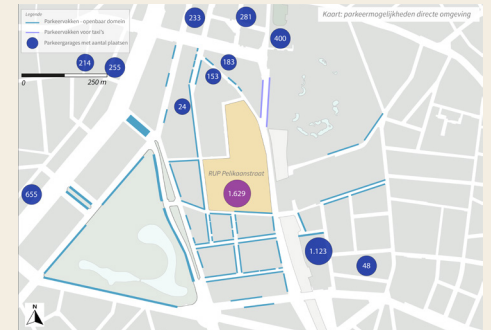 Kaart: parkeermogelijkheden directe omgeving
Legende
Parkeervakken - openbaar domein
Parkeervakken voor taxi's
Parkeergarages met aantal plaatsen
233
281
400
214
255
183
153
0
250 m
24
RUP Pelikaanstraat
1.629
655
1.123
48
N